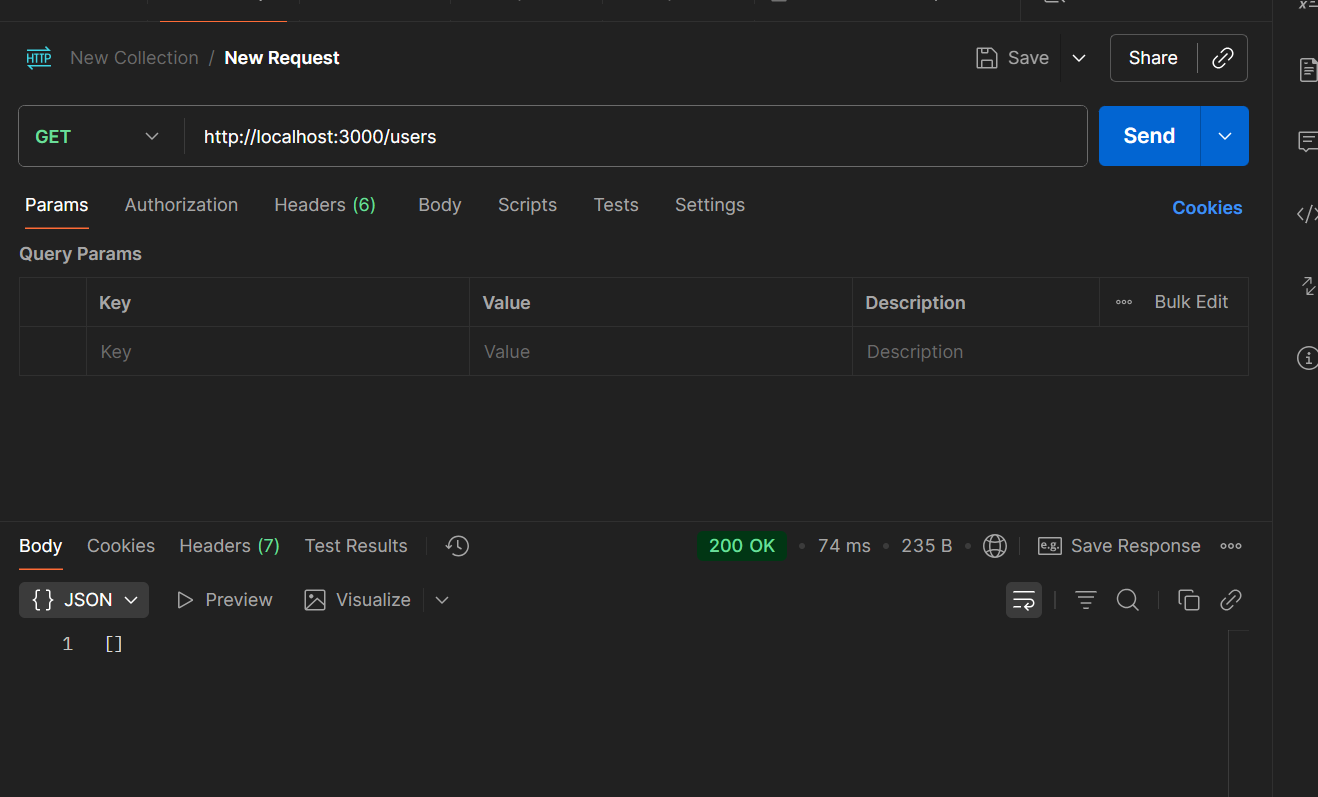 HTTP New Collection / New Request Save Share
GET http://localhost:3000/users Send
Params Authorization Headers (6) Body Scripts Tests Settings Cookies
Query Params
Key Value Description Bulk Edit
Key Value Description
Body Cookies Headers (7) Test Results 200 OK • 74 ms • 235 B • e.g. Save Response
{} JSON Preview Visualize
1 []